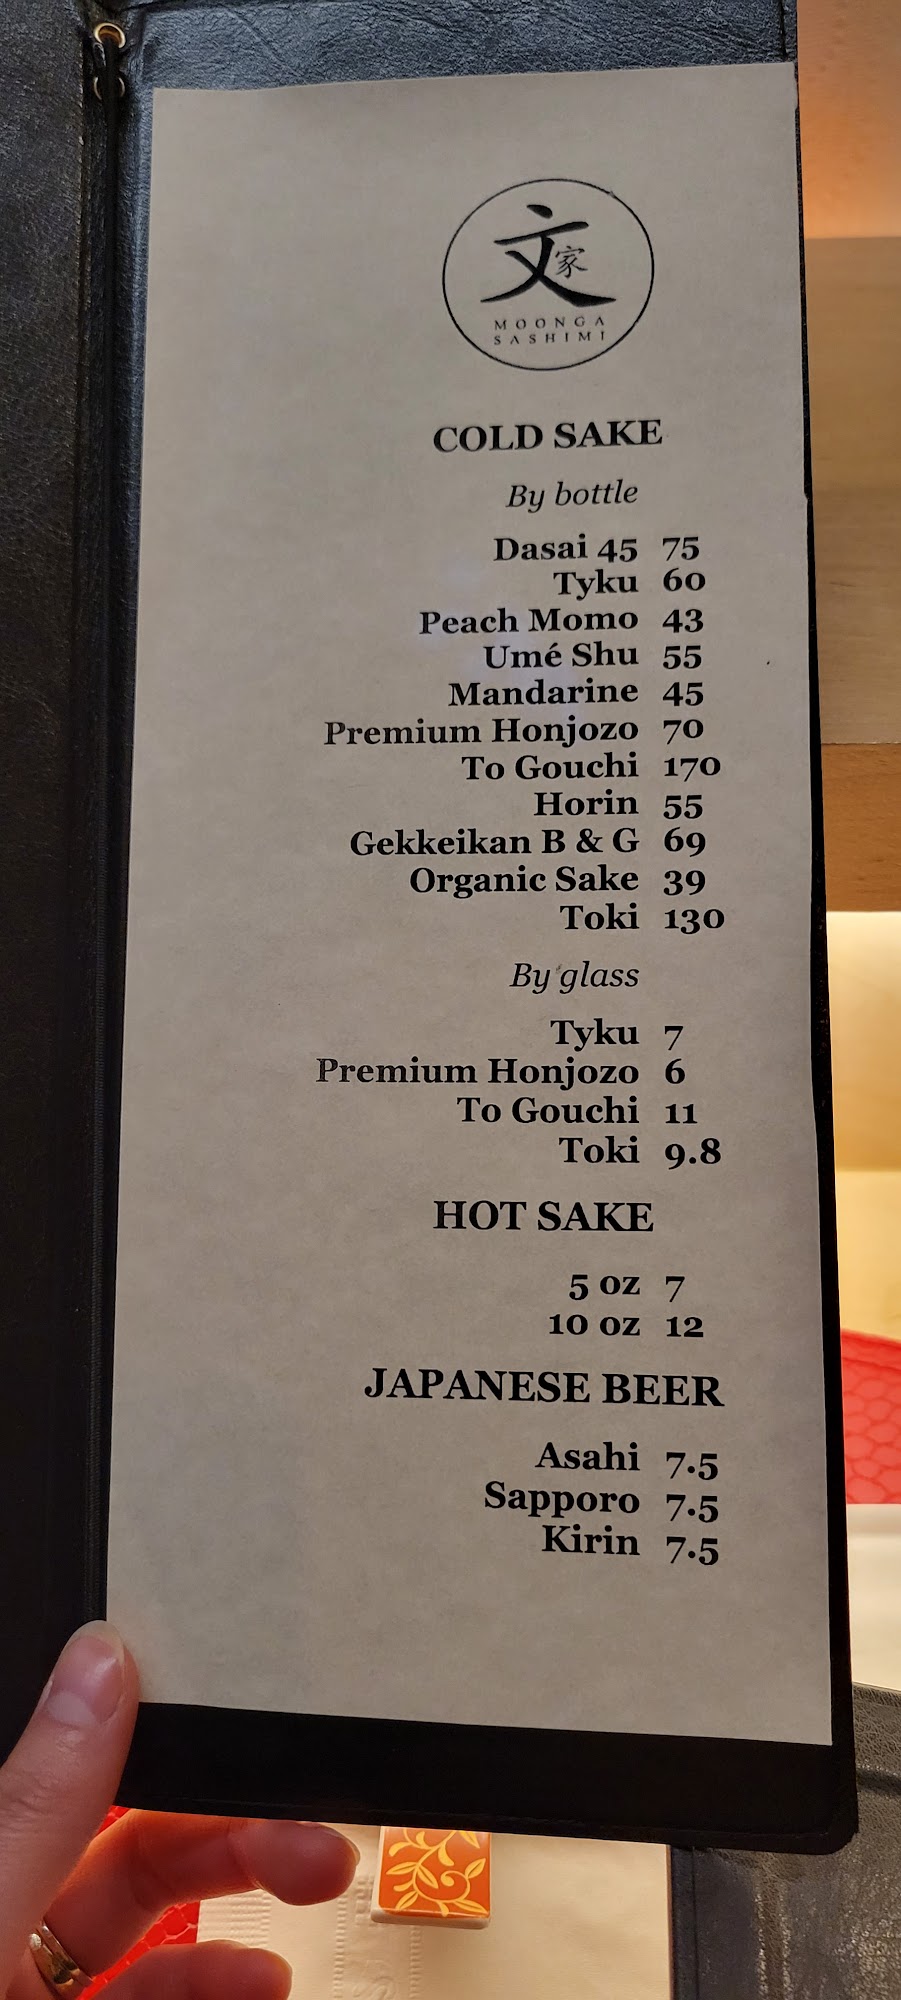 文家
MOONGA
SASHIMI
COLD SAKE
By bottle
Dasai 45 75
Tyku 60
Peach Momo 43
Umé Shu 55
Mandarine 45
Premium Honjozo 70
To Gouchi 170
Horin 55
Gekkeikan B & G 69
Organic Sake 39
Toki 130
By glass
Tyku 7
Premium Honjozo 6
To Gouchi 11
Toki 9.8
HOT SAKE
5 oz 7
10 oz 12
JAPANESE BEER
Asahi 7.5
Sapporo 7.5
Kirin 7.5